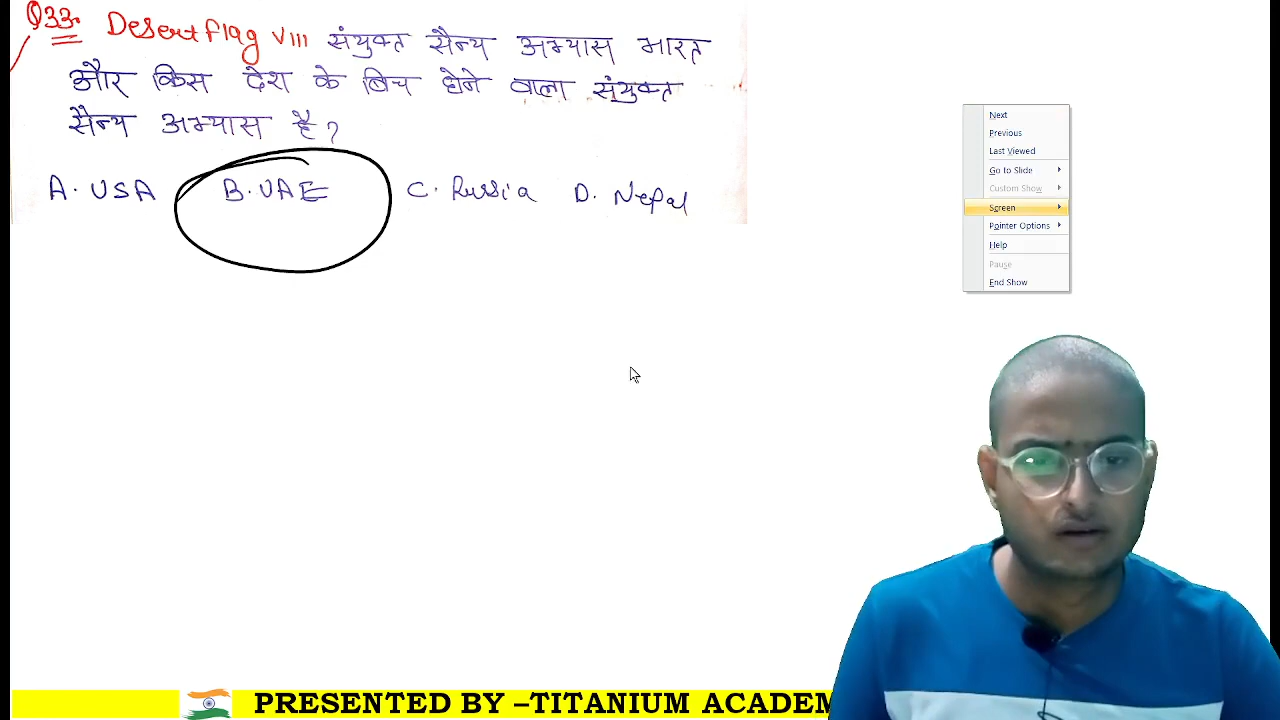 Q33. Desert flag VIII संयुक्त सैन्य अभ्यास भारत
और किस देश के बिच होने वाला संयुक्त
सैन्य अभ्यास है?
A. USA B. UAE C. Russia D. Nepal
Next
Previous
Last Viewed
Go to Slide
Custom Show
Screen
Pointer Options
Help
Pause
End Show
PRESENTED BY –TITANIUM ACADEM